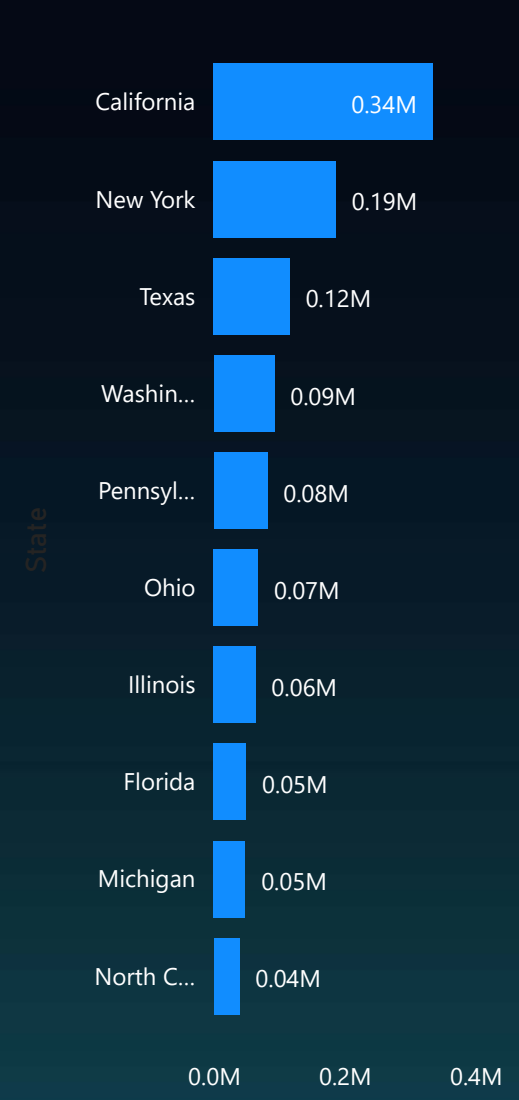 California 0.34M
New York 0.19M
Texas 0.12M
Washin... 0.09M
Pennsyl... 0.08M
State
Ohio 0.07M
Illinois 0.06M
Florida 0.05M
Michigan 0.05M
North C... 0.04M
0.0M 0.2M 0.4M